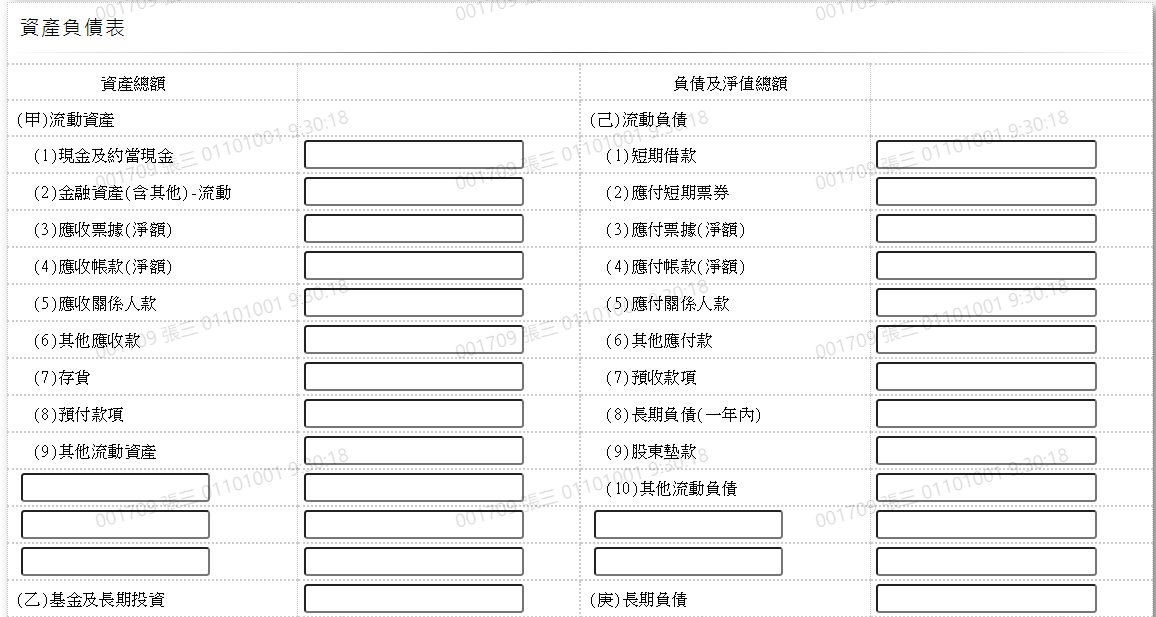 資產負債表
資產總額 負債及淨值總額
(甲)流動資產 (己)流動負債
(1)現金及約當現金 (1)短期借款
(2)金融資產(含其他)-流動 (2)應付短期票券
(3)應收票據(淨額) (3)應付票據(淨額)
(4)應收帳款(淨額) (4)應付帳款(淨額)
(5)應收關係人款 (5)應付關係人款
(6)其他應收款 (6)其他應付款
(7)存貨 (7)預收款項
(8)預付款項 (8)長期負債(一年內)
(9)其他流動資產 (9)股東墊款
(10)其他流動負債
(乙)基金及長期投資 (庚)長期負債
001709 張三 01101001 9:30:18